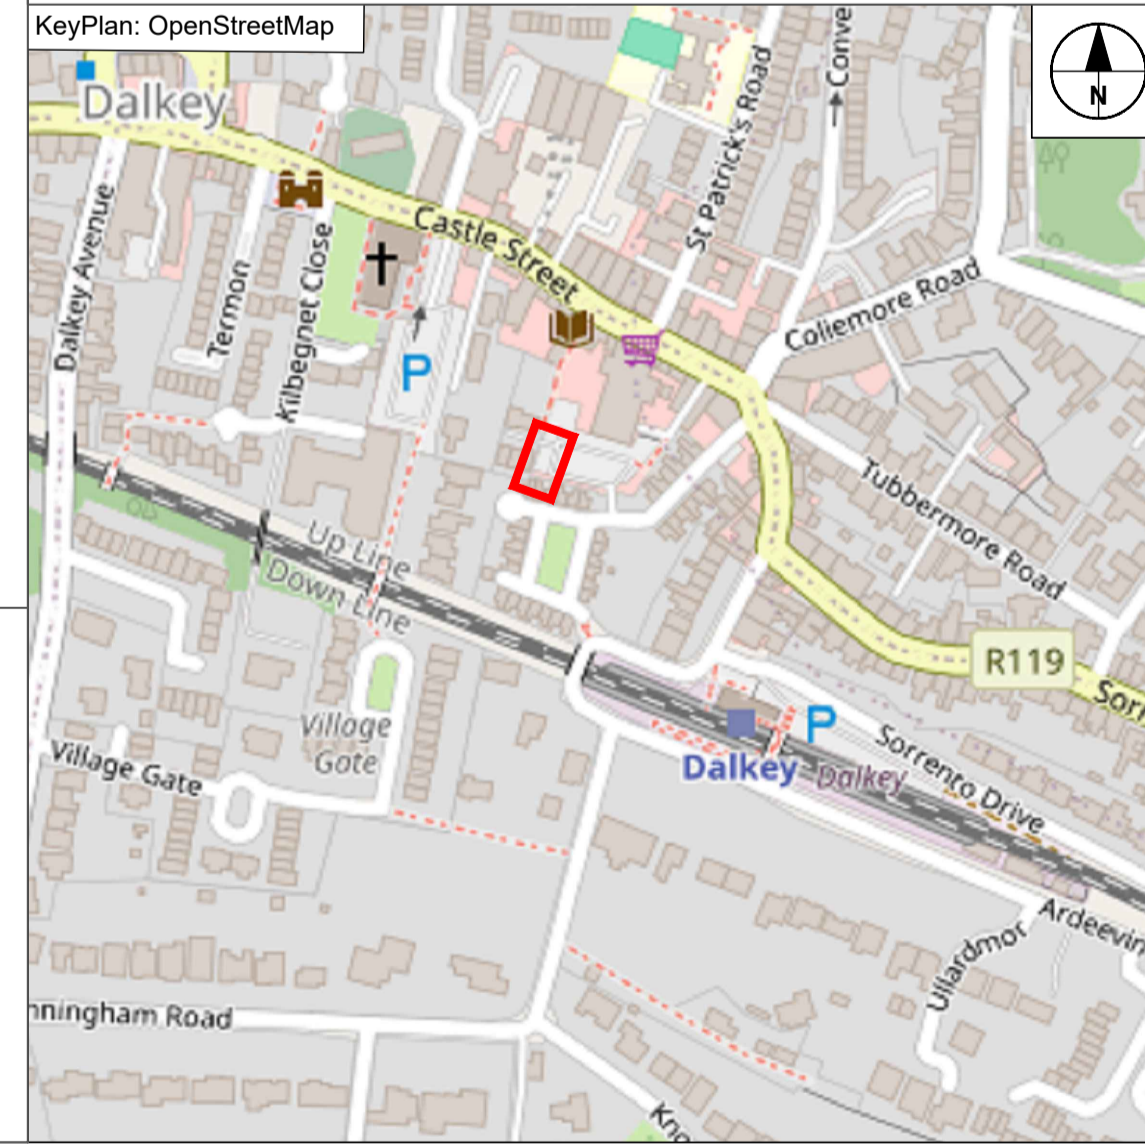 KeyPlan: OpenStreetMap
N
Dalkey
Conve
St Patrick's Road
Castle Street
Dalkey Avenue
Termon
Kilbegnet Close
Coliemore Road
P
Tubbermore Road
Up Line
Down Line
R119
Sorr
Village
Gate
P
Dalkey
Dalkey
Sorrento Drive
Village Gate
Ardeevin
Ullardmor
nningham Road
Kno